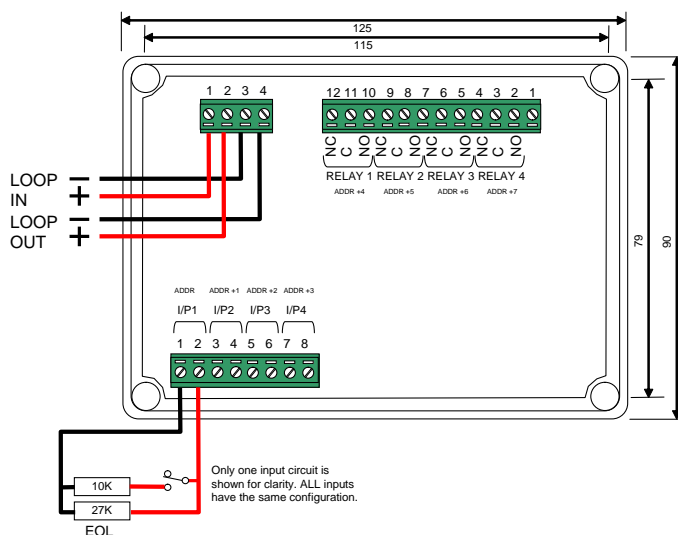 125
115
1 2 3 4
12 11 10 9 8 7 6 5 4 3 2 1
NC C NO NC C NO NC C NO NC C NO
RELAY 1 RELAY 2 RELAY 3 RELAY 4
ADDR +4 ADDR +5 ADDR +6 ADDR +7
LOOP −
IN +
LOOP −
OUT +
79
90
ADDR ADDR +1 ADDR +2 ADDR +3
I/P1 I/P2 I/P3 I/P4
1 2 3 4 5 6 7 8
Only one input circuit is
shown for clarity. ALL inputs
have the same configuration.
10K
27K
EOL